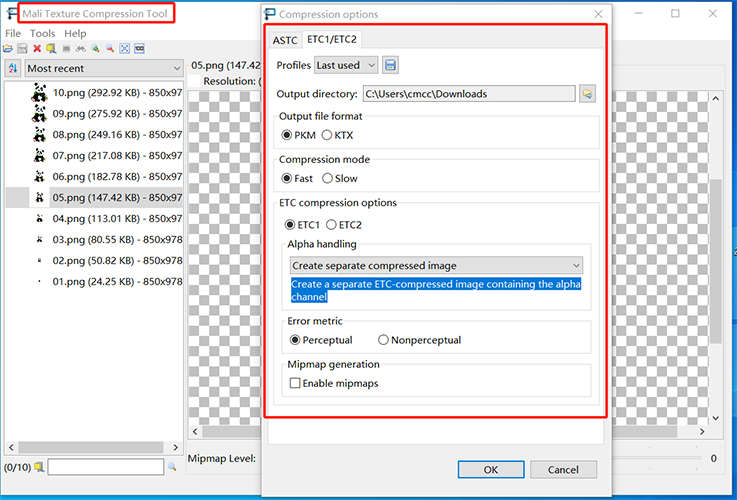 Mali Texture Compression Tool
File Tools Help
Most recent
10.png (292.92 KB) - 850x97
09.png (275.92 KB) - 850x97
08.png (249.16 KB) - 850x97
07.png (217.08 KB) - 850x97
06.png (182.78 KB) - 850x97
05.png (147.42 KB) - 850x97
04.png (113.01 KB) - 850x97
03.png (80.55 KB) - 850x978
02.png (50.82 KB) - 850x978
01.png (24.25 KB) - 850x978
(0/10)
05.png (147.4
Resolution: (
Mipmap Level:
0
Compression options
ASTC ETC1/ETC2
Profiles Last used
Output directory: C:\Users\cmcc\Downloads
Output file format
PKM KTX
Compression mode
Fast Slow
ETC compression options
ETC1 ETC2
Alpha handling
Create separate compressed image
Create a separate ETC-compressed image containing the alpha
channel
Error metric
Perceptual Nonperceptual
Mipmap generation
Enable mipmaps
OK Cancel